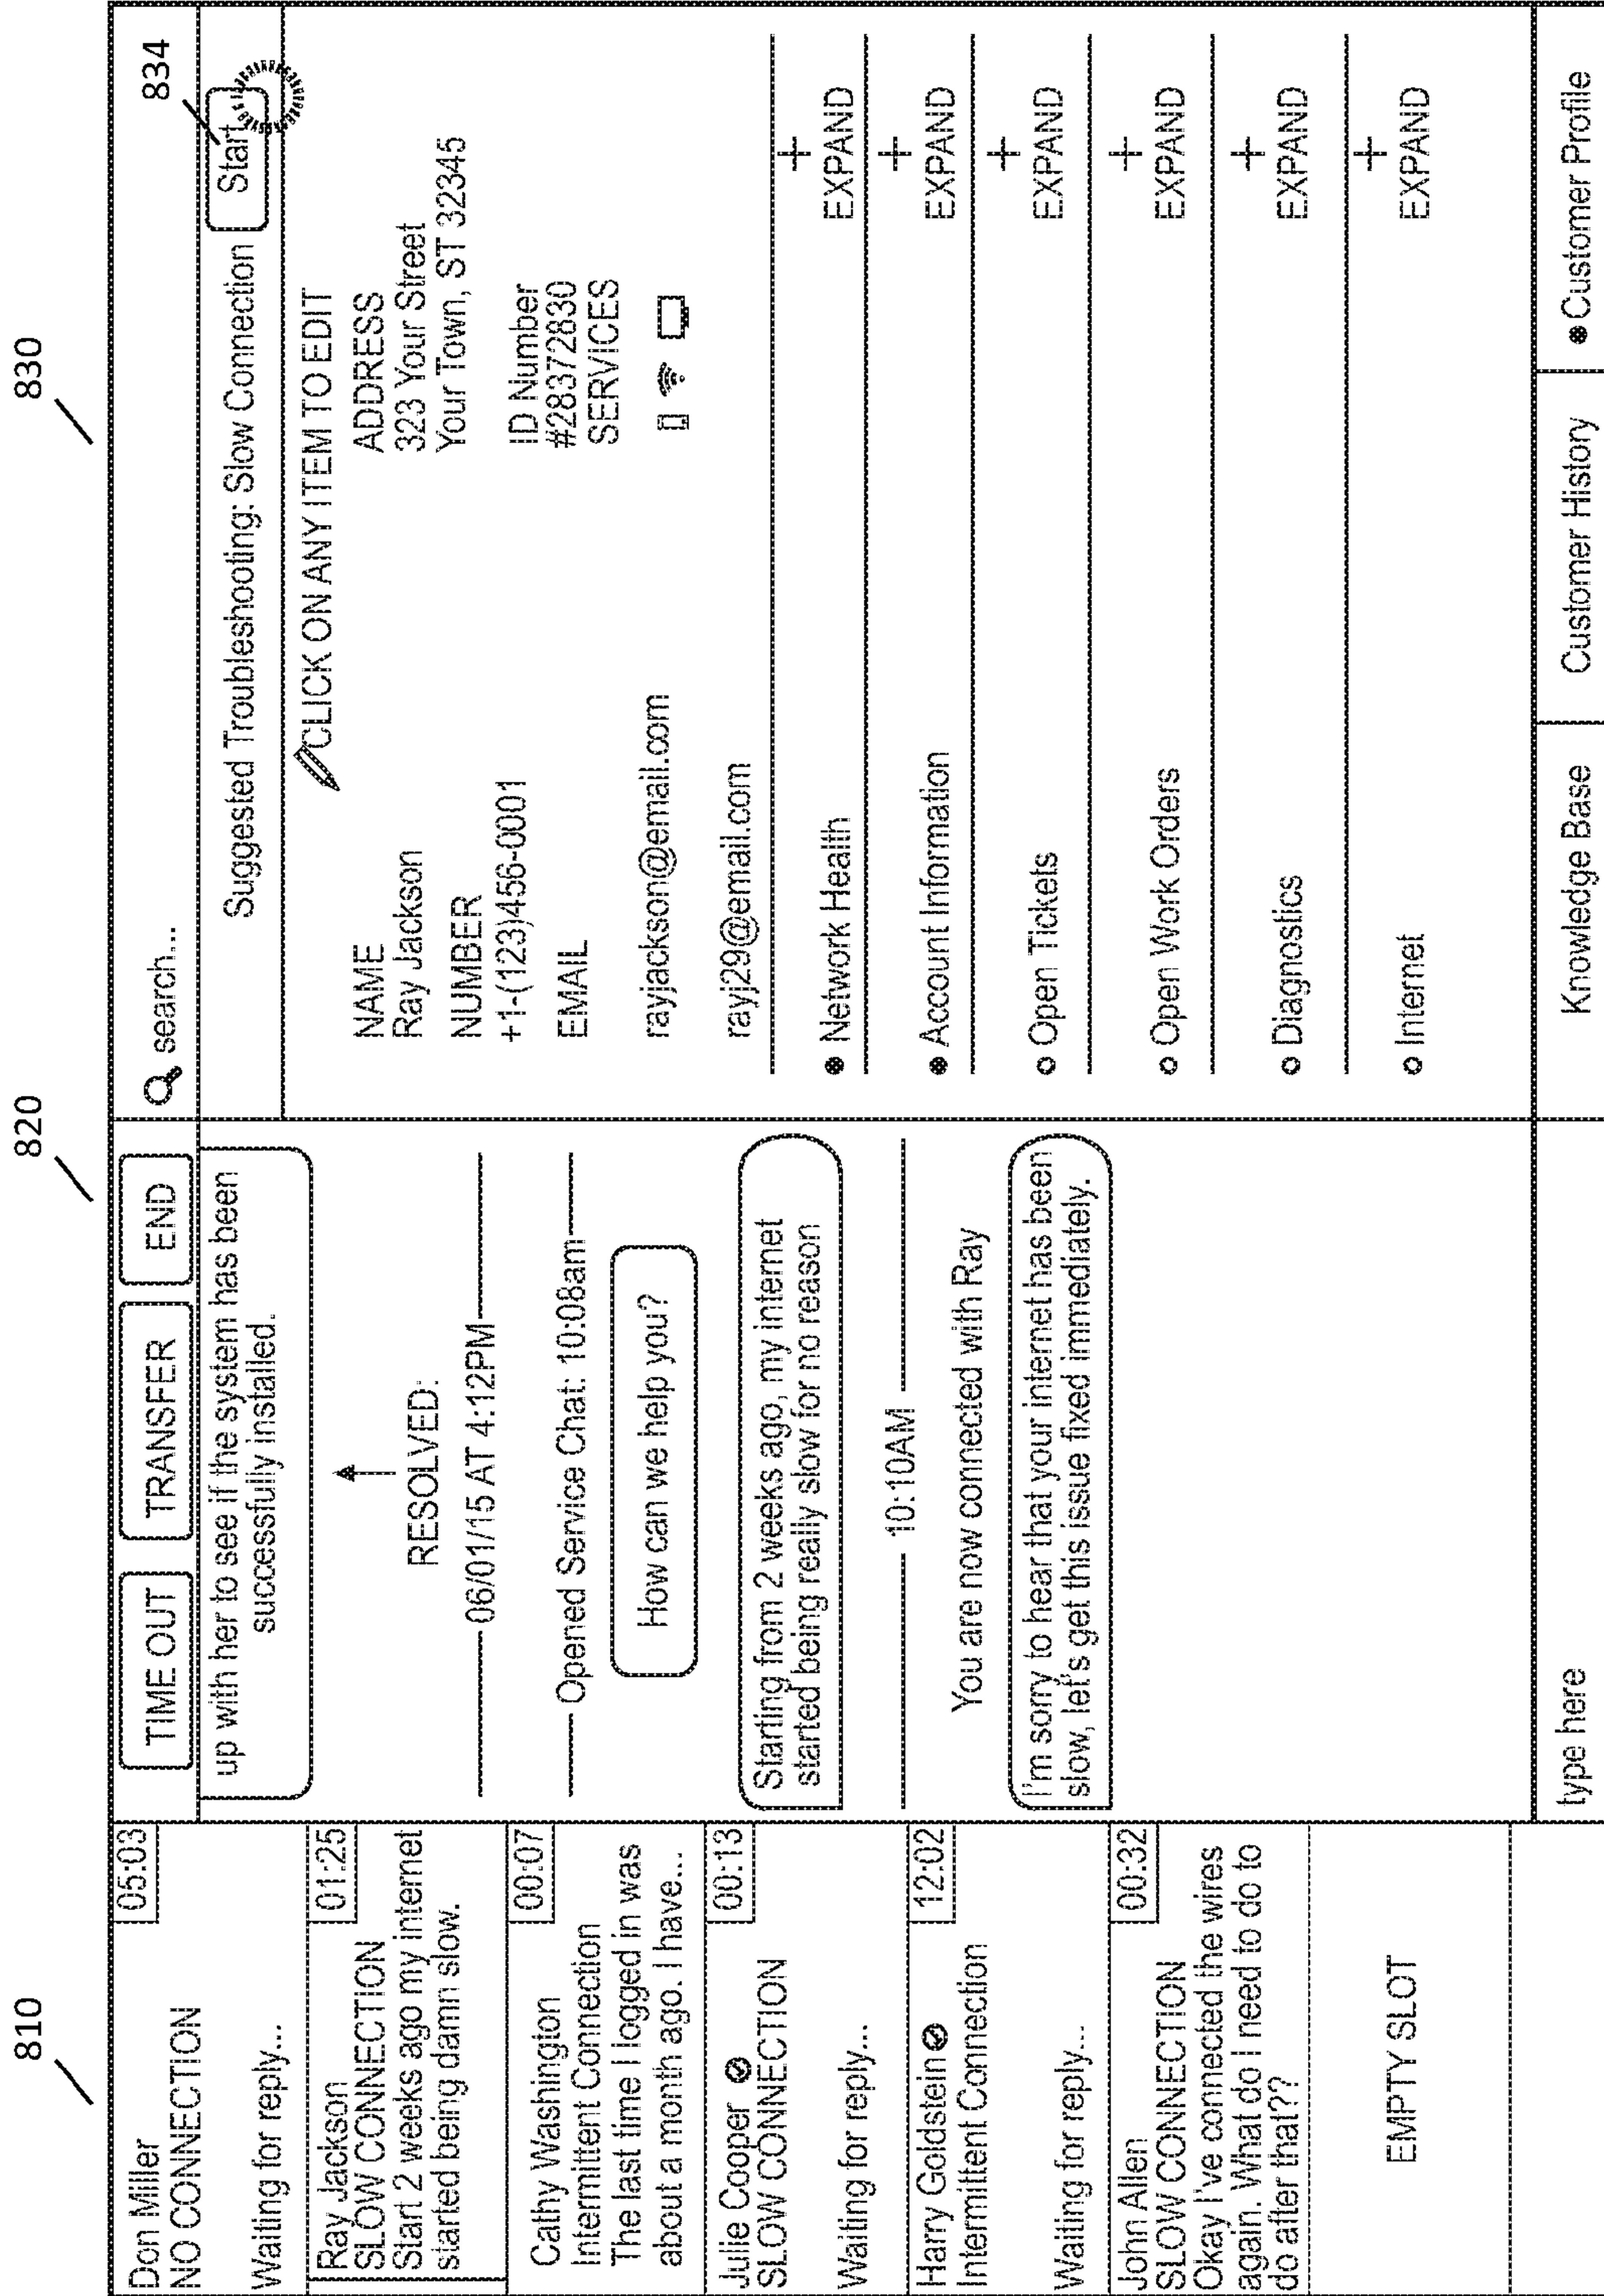 810
820
830
Don Miller
05:03
NO CONNECTION
Waiting for reply...
Ray Jackson
01:25
SLOW CONNECTION
Start 2 weeks ago my internet
started being damn slow.
Cathy Washington
00:07
Intermittent Connection
The last time I logged in was
about a month ago. I have...
Julie Cooper
00:13
SLOW CONNECTION
Waiting for reply...
Harry Goldstein
12:02
Intermittent Connection
Waiting for reply...
John Allen
00:32
SLOW CONNECTION
Okay I've connected the wires
again. What do I need to do to
do after that??
EMPTY SLOT
TIME OUT
TRANSFER
END
up with her to see if the system has been
successfully installed.
RESOLVED:
06/01/15 AT 4:12PM
Opened Service Chat: 10:08am
How can we help you?
Starting from 2 weeks ago, my internet
started being really slow for no reason
10:10AM
You are now connected with Ray
I'm sorry to hear that your internet has been
slow, let's get this issue fixed immediately.
type here
search...
834
Suggested Troubleshooting: Slow Connection
Start
CLICK ON ANY ITEM TO EDIT
NAME
Ray Jackson
NUMBER
+1-(123)456-0001
EMAIL
rayjackson@email.com
rayj29@email.com
ADDRESS
323 Your Street
Your Town, ST 32345
ID Number
#28372830
SERVICES
Network Health
+
EXPAND
Account Information
+
EXPAND
Open Tickets
+
EXPAND
Open Work Orders
+
EXPAND
Diagnostics
+
EXPAND
Internet
+
EXPAND
Knowledge Base
Customer History
Customer Profile